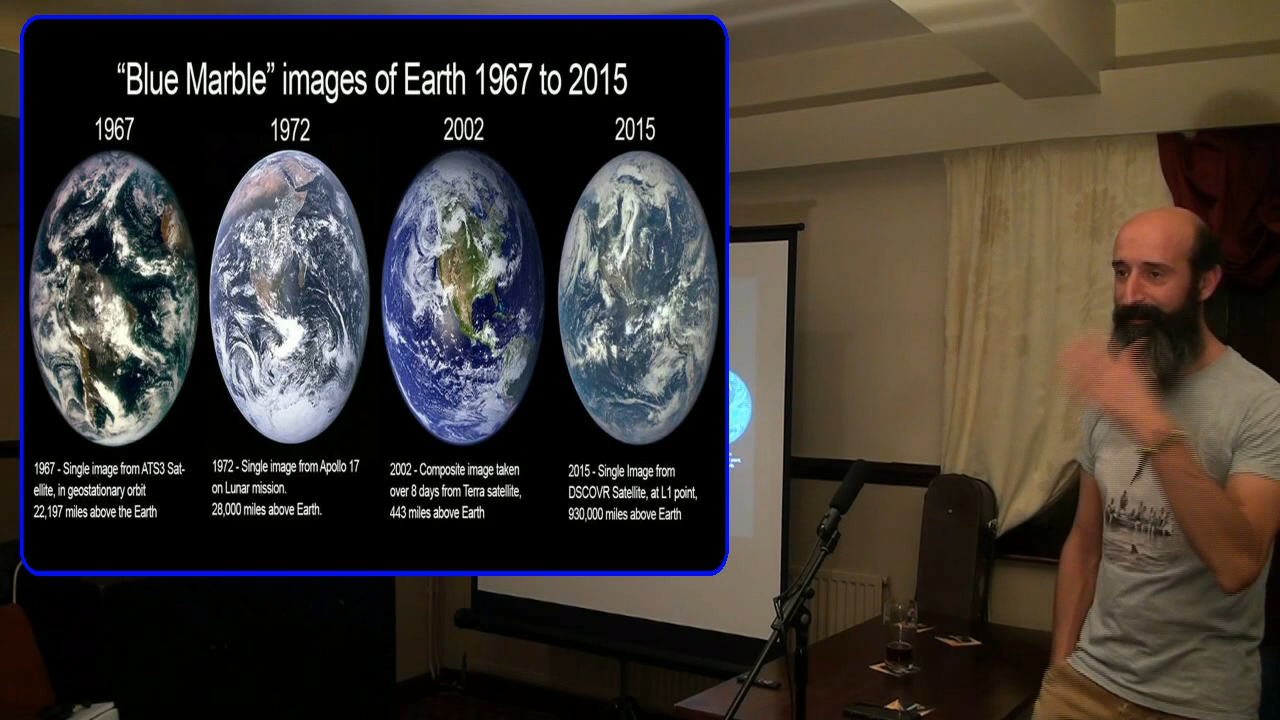 “Blue Marble” images of Earth 1967 to 2015
1967
1972
2002
2015
1967 - Single image from ATS3 Sat-
ellite, in geostationary orbit
22,197 miles above the Earth
1972 - Single image from Apollo 17
on Lunar mission.
28,000 miles above Earth.
2002 - Composite image taken
over 8 days from Terra satellite,
443 miles above Earth
2015 - Single Image from
DSCOVR Satellite, at L1 point,
930,000 miles above Earth